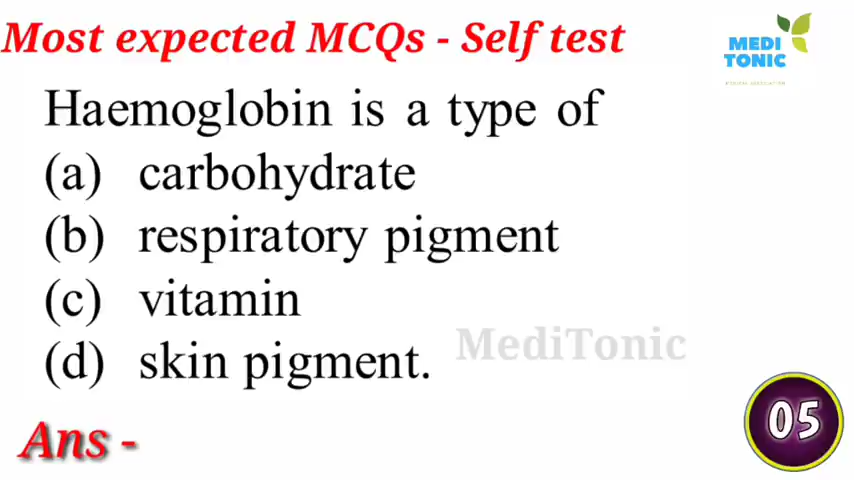 Most expected MCQs - Self test
MEDI
TONIC
Haemoglobin is a type of
(a) carbohydrate
(b) respiratory pigment
(c) vitamin
(d) skin pigment.
MediTonic
Ans -
05